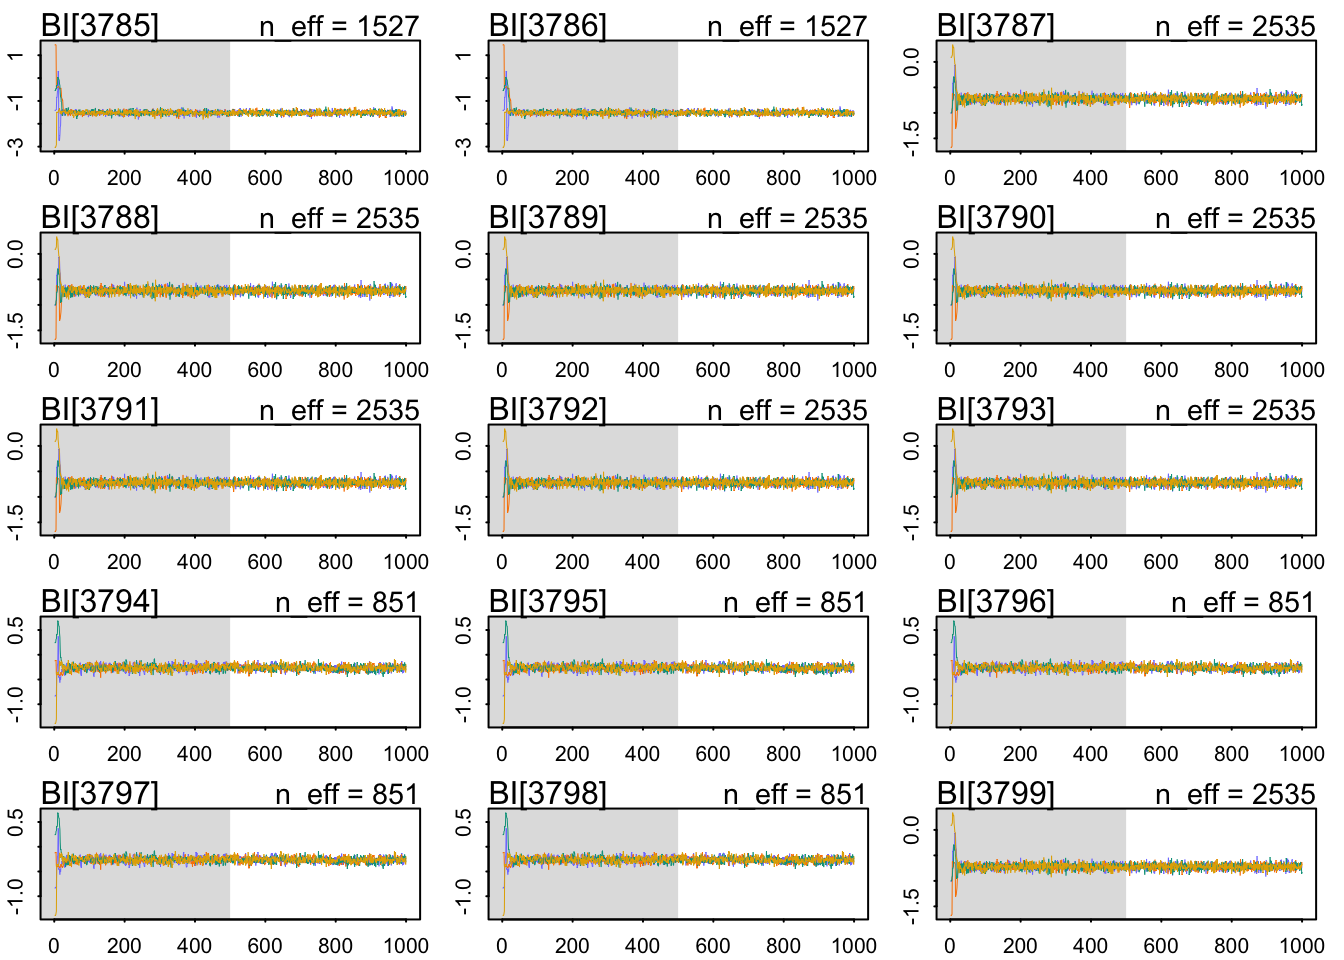 BI[3785] n_eff = 1527 BI[3786] n_eff = 1527 BI[3787] n_eff = 2535
1 -1 -3 1 -1 -3 0.0 -1.5
0 200 400 600 800 1000 0 200 400 600 800 1000 0 200 400 600 800 1000
BI[3788] n_eff = 2535 BI[3789] n_eff = 2535 BI[3790] n_eff = 2535
0.0 -1.5 0.0 -1.5 0.0 -1.5
0 200 400 600 800 1000 0 200 400 600 800 1000 0 200 400 600 800 1000
BI[3791] n_eff = 2535 BI[3792] n_eff = 2535 BI[3793] n_eff = 2535
0.0 -1.5 0.0 -1.5 0.0 -1.5
0 200 400 600 800 1000 0 200 400 600 800 1000 0 200 400 600 800 1000
BI[3794] n_eff = 851 BI[3795] n_eff = 851 BI[3796] n_eff = 851
0.5 -1.0 0.5 -1.0 0.5 -1.0
0 200 400 600 800 1000 0 200 400 600 800 1000 0 200 400 600 800 1000
BI[3797] n_eff = 851 BI[3798] n_eff = 851 BI[3799] n_eff = 2535
0.5 -1.0 0.5 -1.0 0.0 -1.5
0 200 400 600 800 1000 0 200 400 600 800 1000 0 200 400 600 800 1000